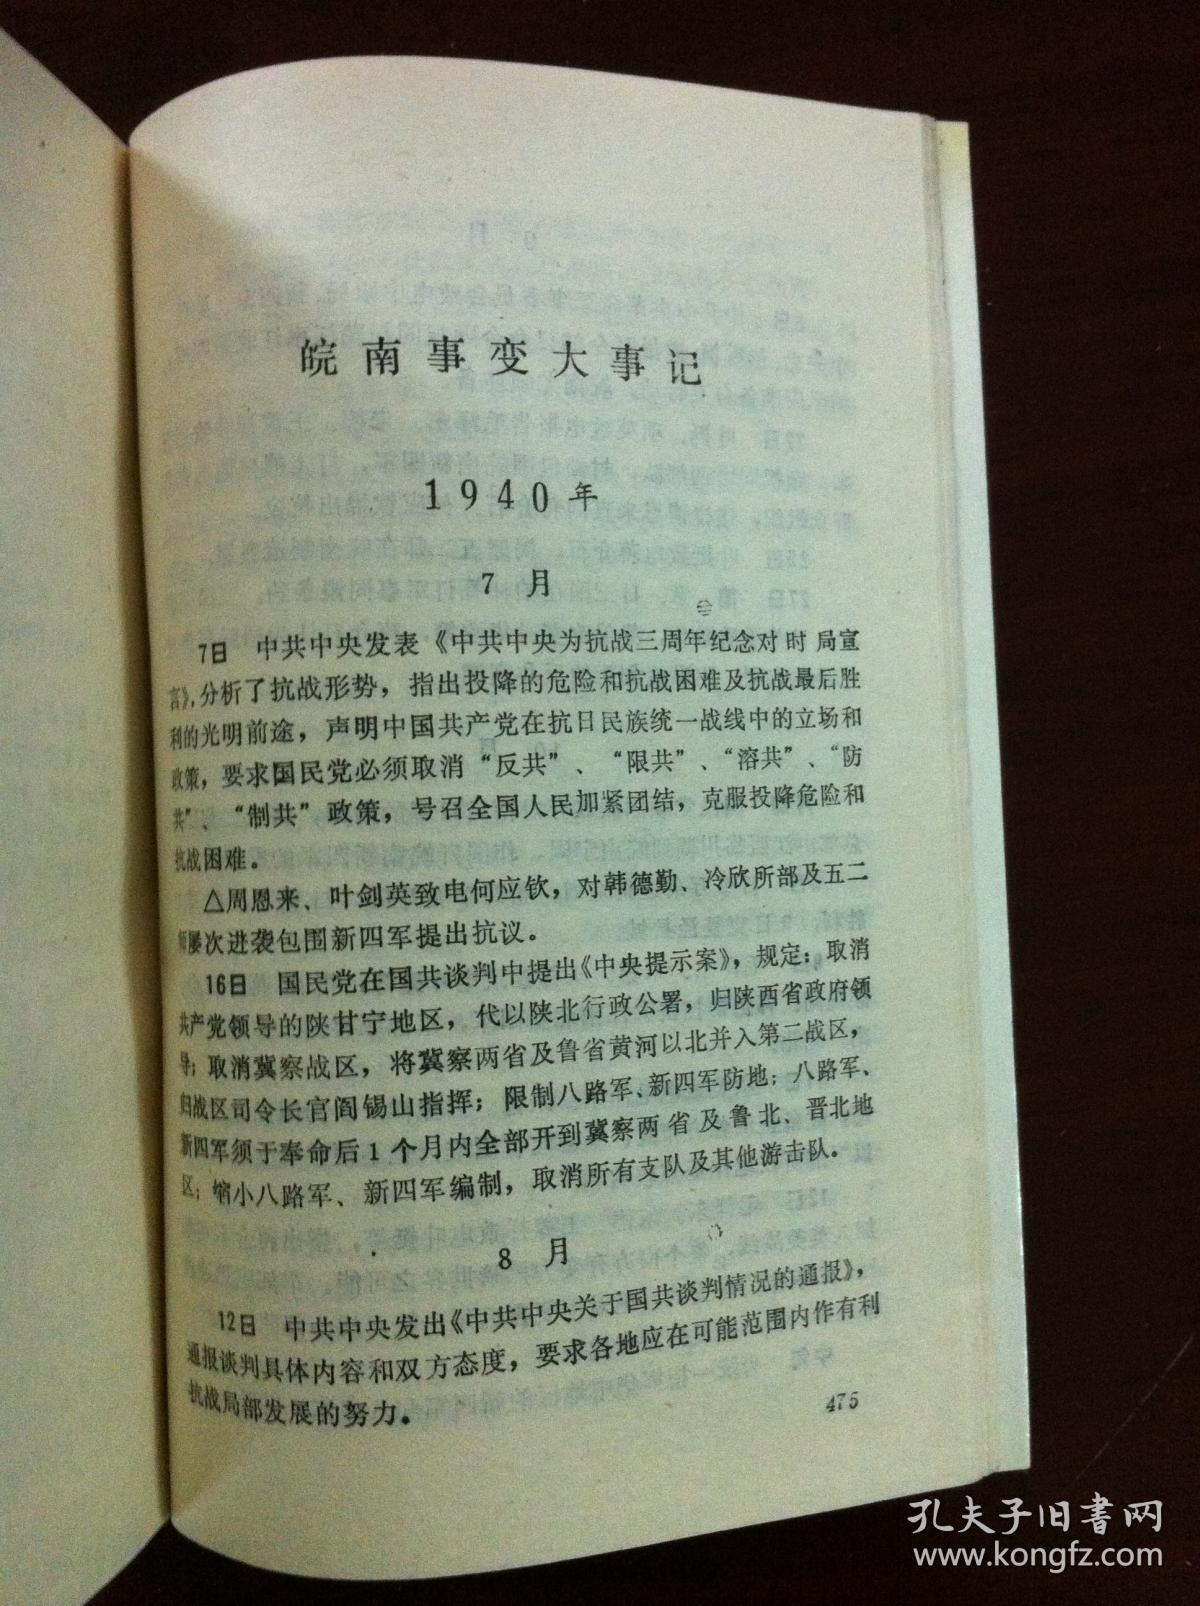 皖南事变大事记
1940年
7月
7日 中共中央发表《中共中央为抗战三周年纪念对时局宣
言》，分析了抗战形势，指出投降的危险和抗战困难及抗战最后胜
利的光明前途，声明中国共产党在抗日民族统一战线中的立场和
政策，要求国民党必须取消“反共”、“限共”、“溶共”、“防
共”、“制共”政策，号召全国人民加紧团结，克服投降危险和
抗战困难。
△周恩来、叶剑英致电何应钦，对韩德勤、冷欣所部及五二
师屡次进袭包围新四军提出抗议。
16日 国民党在国共谈判中提出《中央提示案》，规定：取消
共产党领导的陕甘宁地区，代以陕北行政公署，归陕西省政府领
导；取消冀察战区，将冀察两省及鲁省黄河以北并入第二战区，
归战区司令长官阎锡山指挥；限制八路军、新四军防地；八路军、
新四军须于奉命后1个月内全部开到冀察两省及鲁北、晋北地
区；缩小八路军、新四军编制，取消所有支队及其他游击队。
8月
12日 中共中央发出《中共中央关于国共谈判情况的通报》，
通报谈判具体内容和双方态度，要求各地应在可能范围内作有利
抗战局部发展的努力。
475
孔夫子旧书网
www.kongfz.com